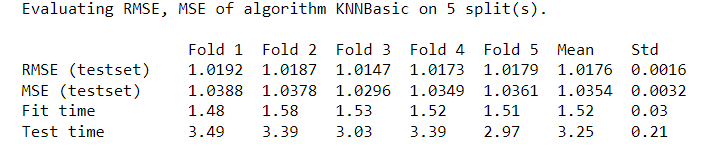 Evaluating RMSE, MSE of algorithm KNNBasic on 5 split(s).
Fold 1 Fold 2 Fold 3 Fold 4 Fold 5 Mean Std
RMSE (testset) 1.0192 1.0187 1.0147 1.0173 1.0179 1.0176 0.0016
MSE (testset) 1.0388 1.0378 1.0296 1.0349 1.0361 1.0354 0.0032
Fit time 1.48 1.58 1.53 1.52 1.51 1.52 0.03
Test time 3.49 3.39 3.03 3.39 2.97 3.25 0.21